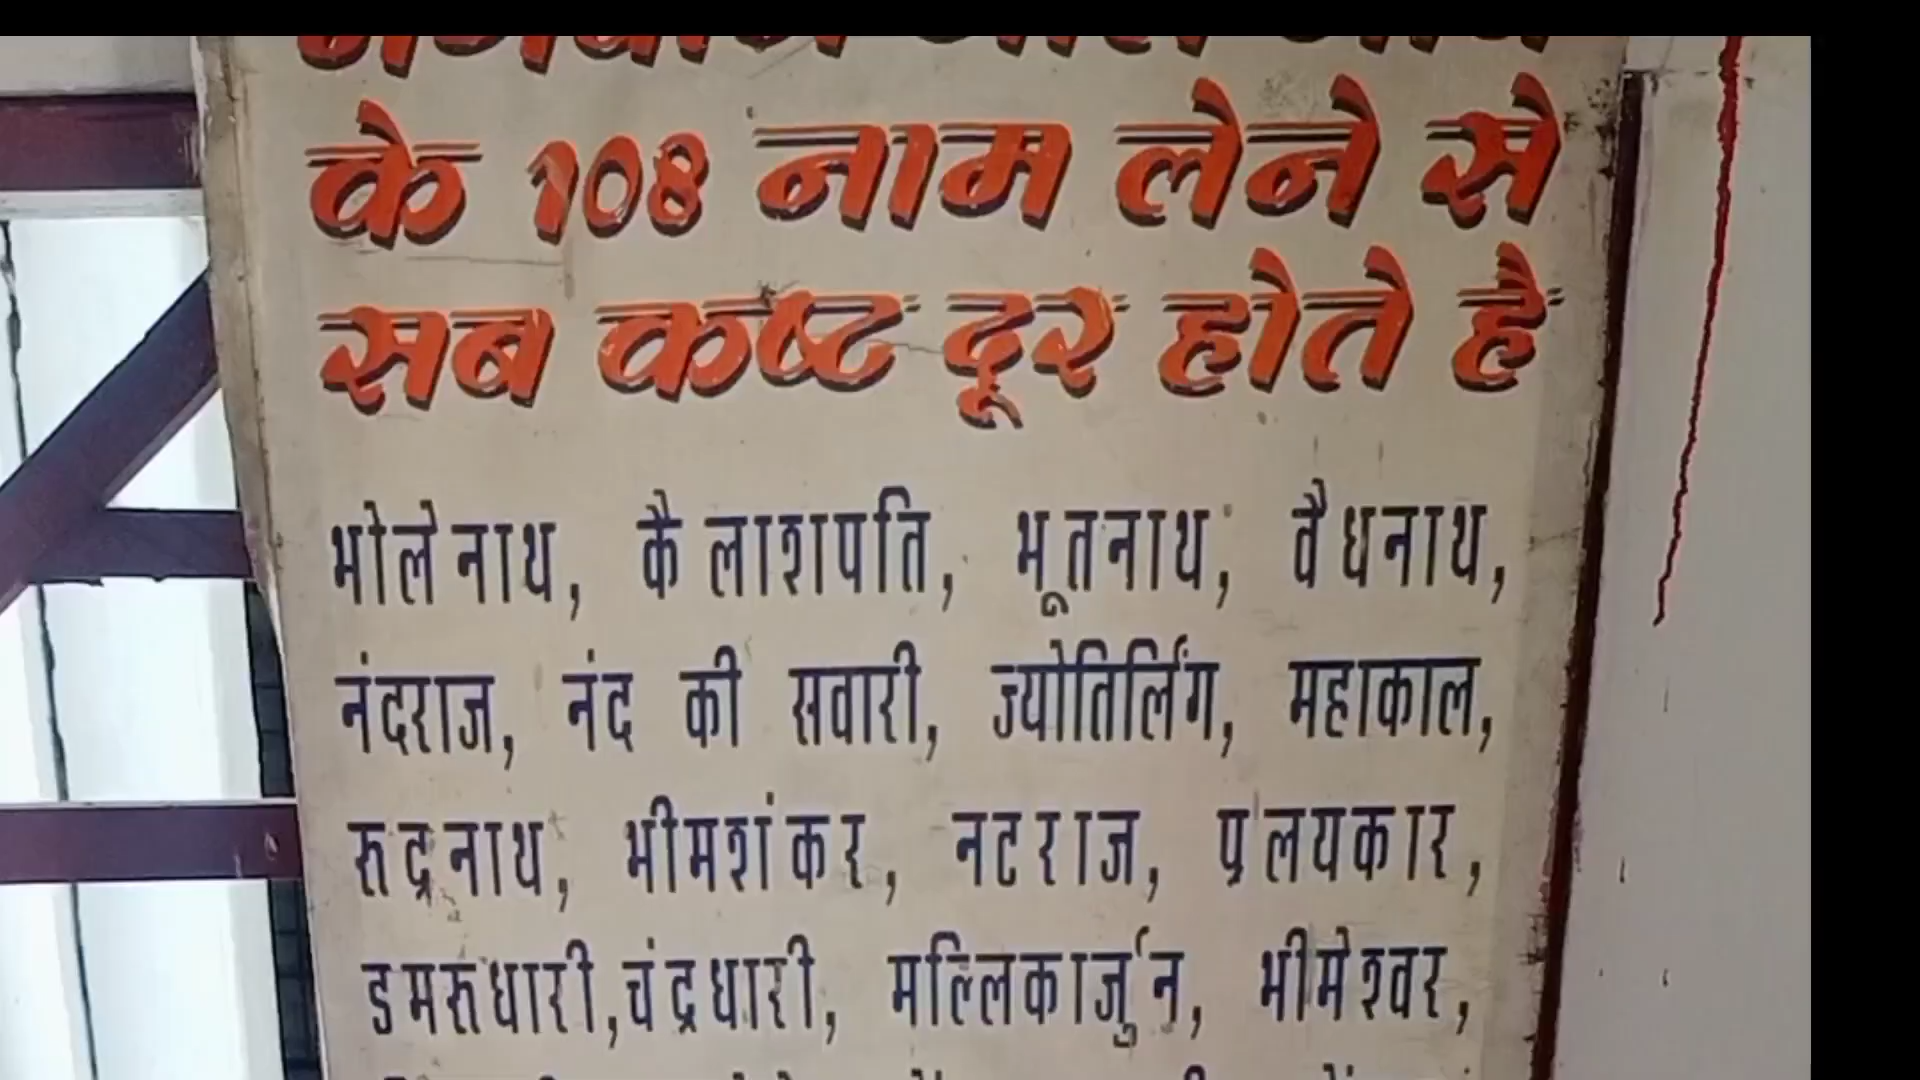 के 108 नाम लेने से
सब कष्ट दूर होते है
भोलेनाथ, कैलाशपति, भूतनाथ, वैधनाथ,
नंदराज, नंद की सवारी, ज्योतिर्लिंग, महाकाल,
रूद्रनाथ, भीमशंकर, नटराज, प्रलयकार,
डमरूधारी,चंद्रधारी, मल्लिकार्जुन, भीमेश्वर,